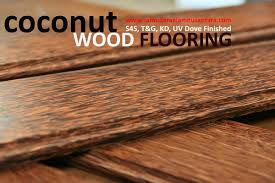 coconut
WOOD FLOORING
S4S, T&G, KD, UV Dove Finished